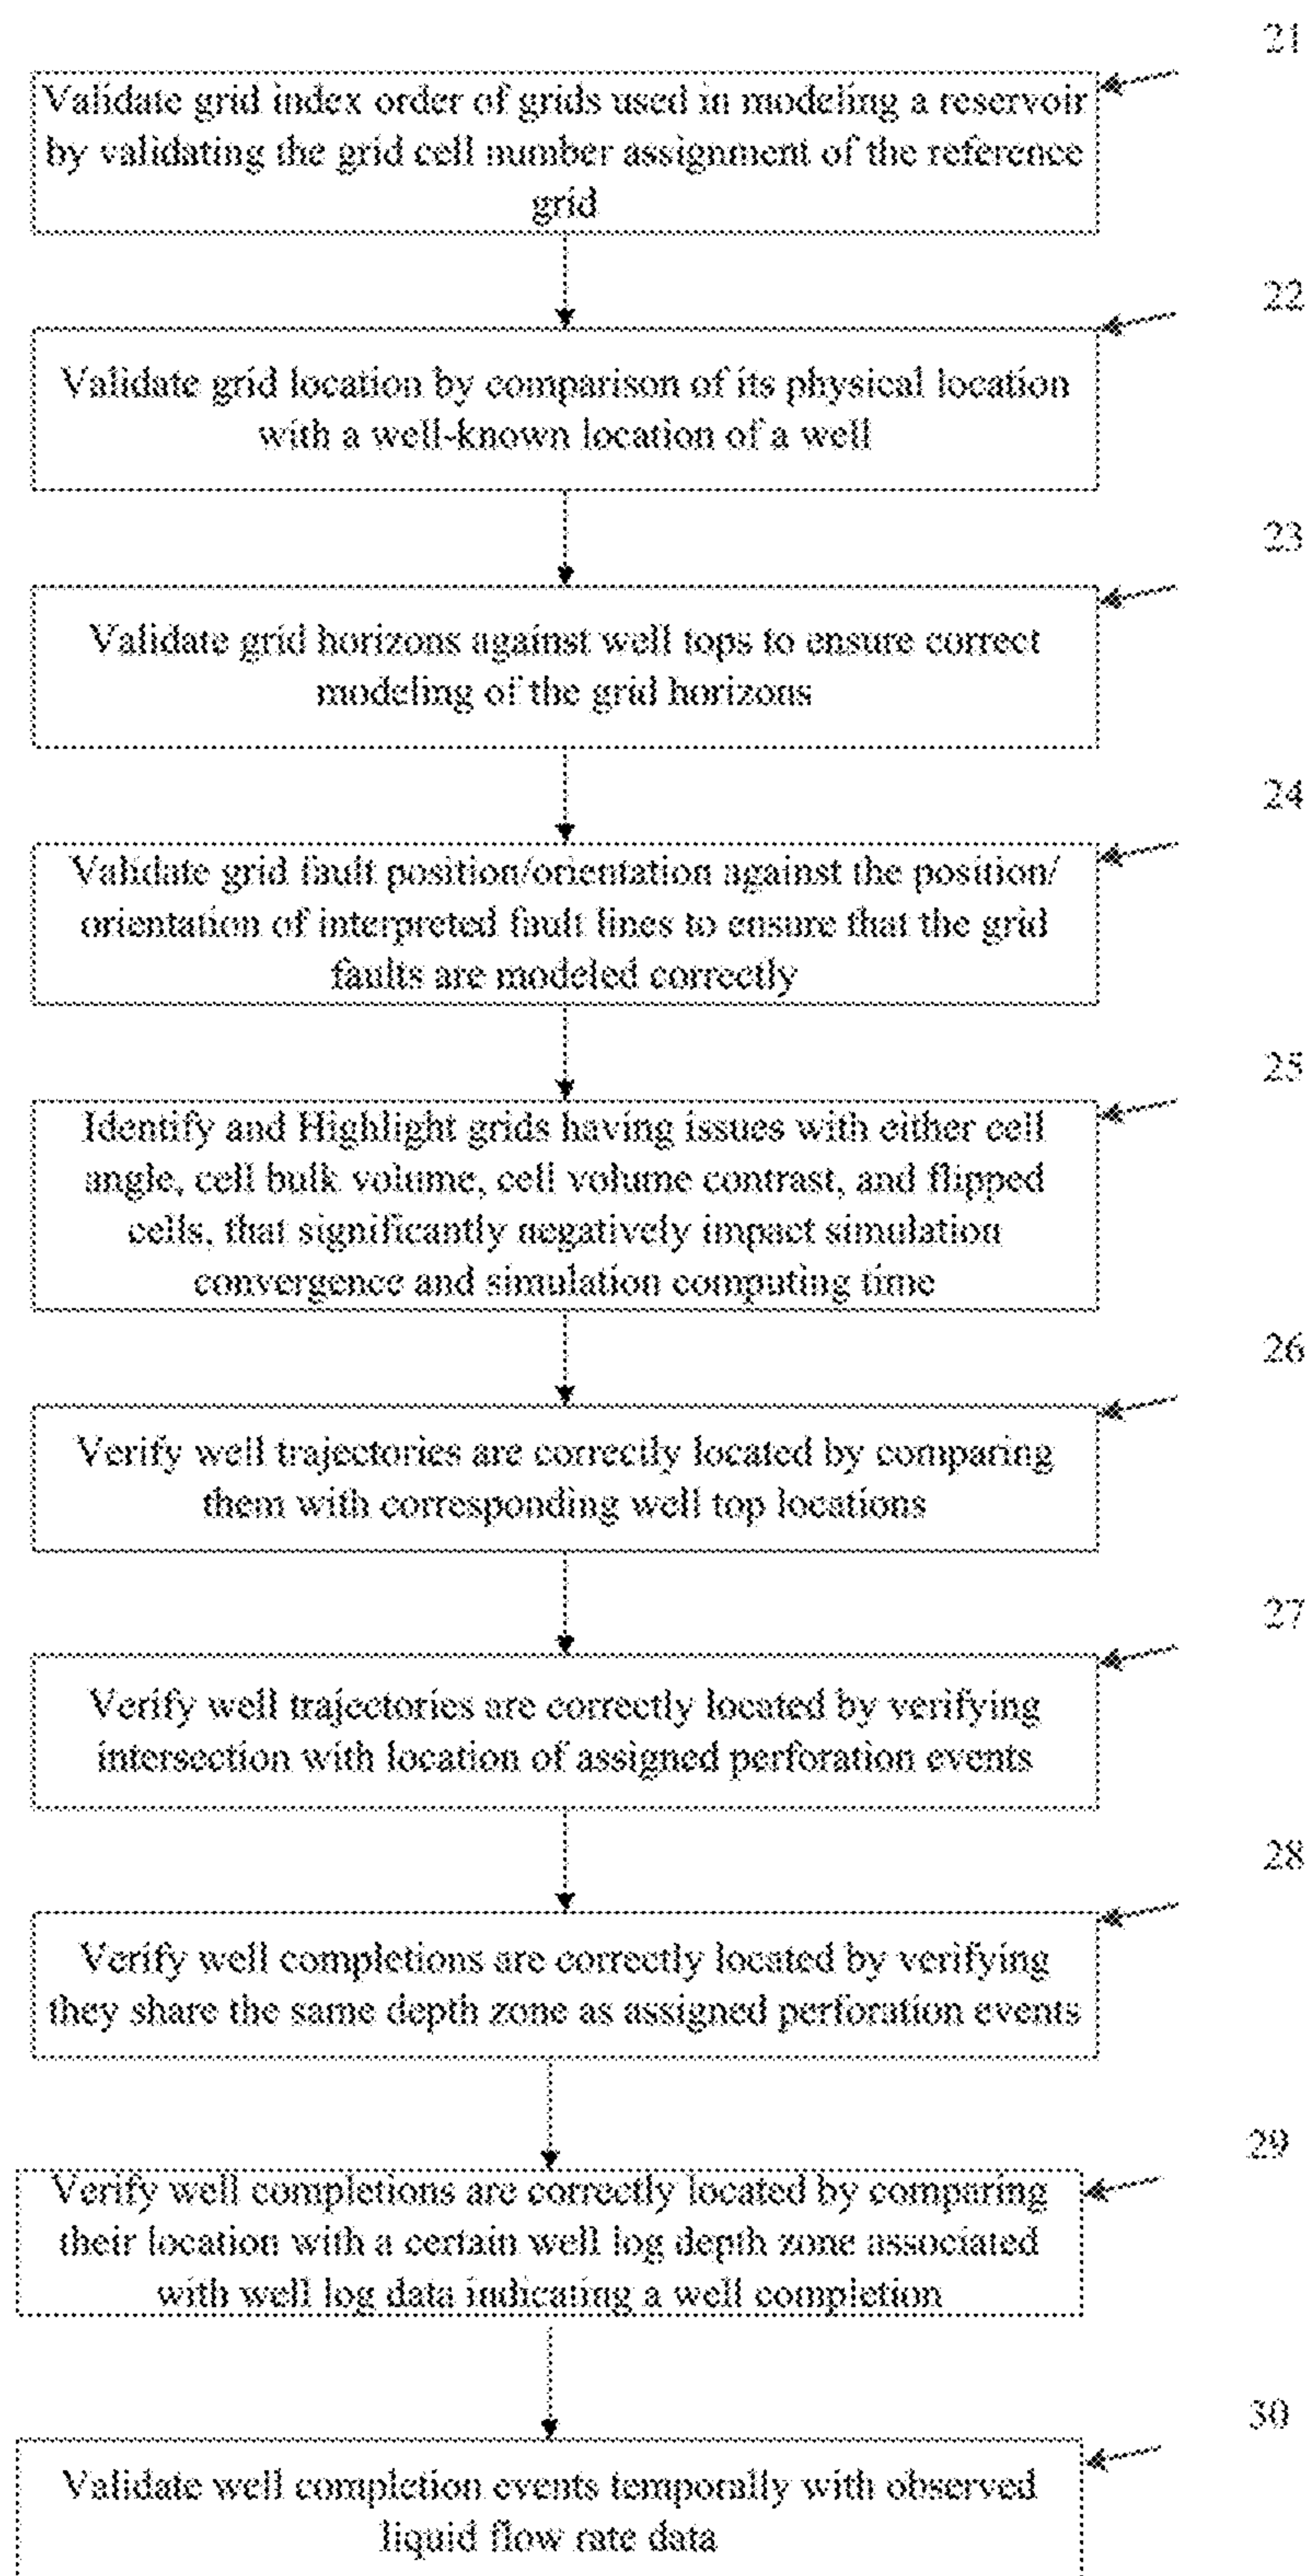 21
Validate grid index order of grids used in modeling a reservoir
by validating the grid cell number assignment of the reference
grid
22
Validate grid location by comparison of its physical location
with a well-known location of a well
23
Validate grid horizons against well tops to ensure correct
modeling of the grid horizons
24
Validate grid fault position/orientation against the position/
orientation of interpreted fault lines to ensure that the grid
faults are modeled correctly
25
Identify and Highlight grids having issues with either cell
angle, cell bulk volume, cell volume contrast, and flipped
cells, that significantly negatively impact simulation
convergence and simulation computing time
26
Verify well trajectories are correctly located by comparing
them with corresponding well top locations
27
Verify well trajectories are correctly located by verifying
intersection with location of assigned perforation events
28
Verify well completions are correctly located by verifying
they share the same depth zone as assigned perforation events
29
Verify well completions are correctly located by comparing
their location with a certain well log depth zone associated
with well log data indicating a well completion
30
Validate well completion events temporally with observed
liquid flow rate data